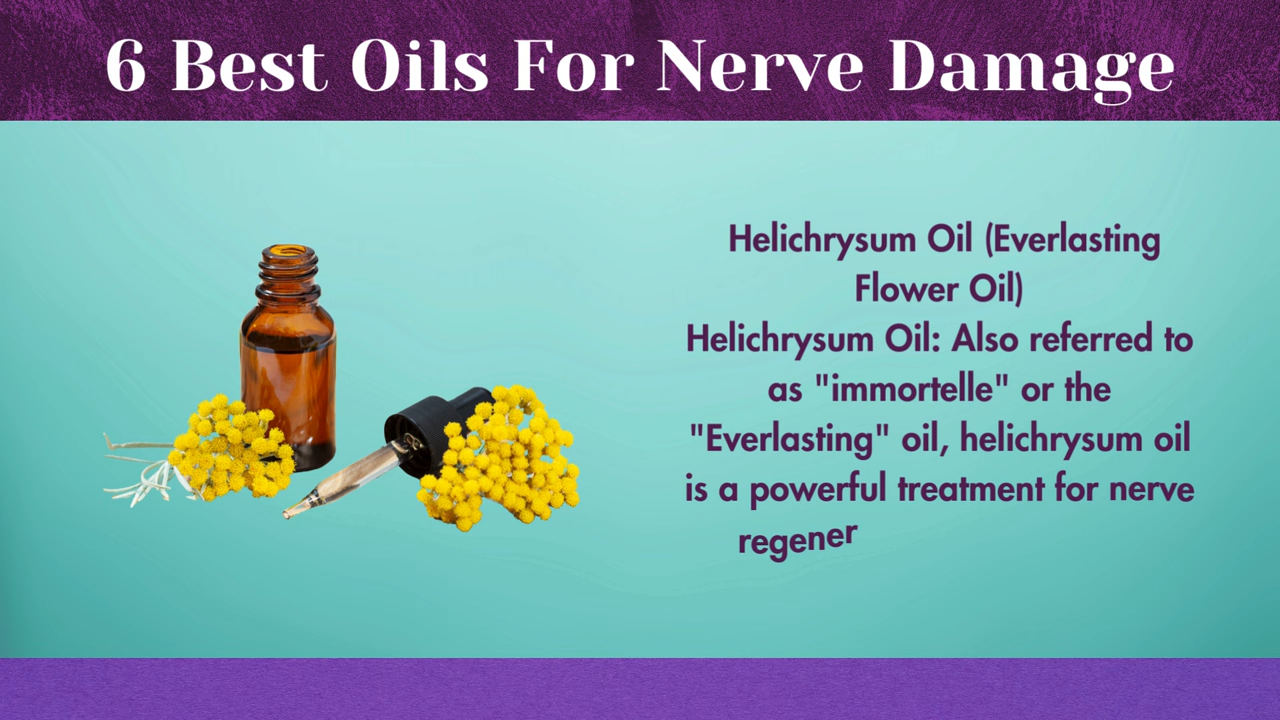 6 Best Oils For Nerve Damage
Helichrysum Oil (Everlasting
Flower Oil)
Helichrysum Oil: Also referred to
as "immortelle" or the
"Everlasting" oil, helichrysum oil
is a powerful treatment for nerve
regener